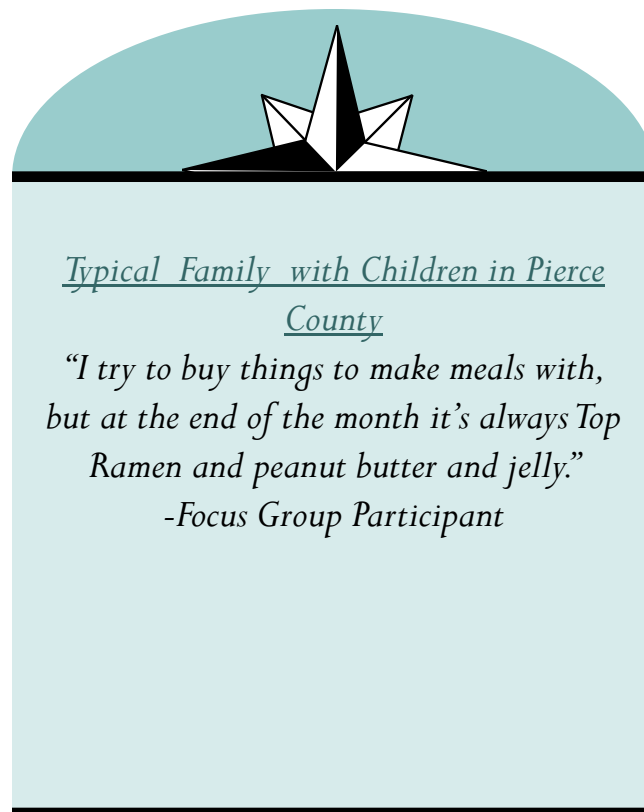 Typical Family with Children in Pierce
County
“I try to buy things to make meals with,
but at the end of the month it’s always Top
Ramen and peanut butter and jelly.”
-Focus Group Participant